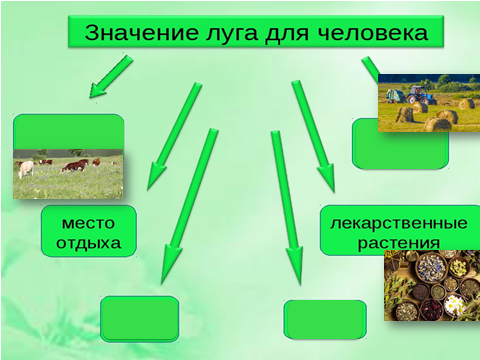 Значение луга для человека
место
отдыха
лекарственные
растения